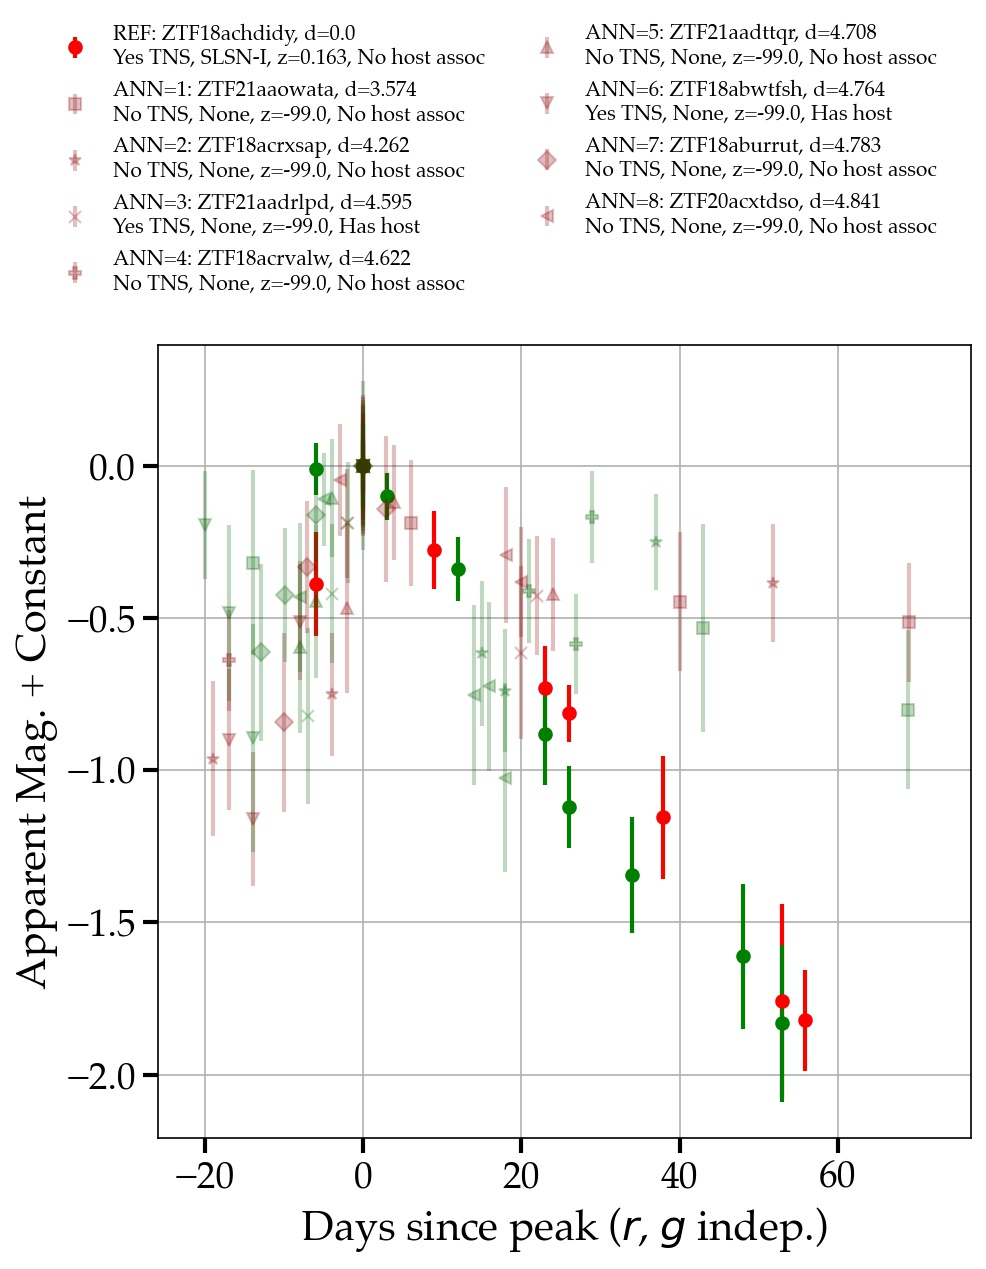 REF: ZTF18achdidy, d=0.0
Yes TNS, SLSN-I, z=0.163, No host assoc
ANN=1: ZTF21aaowata, d=3.574
No TNS, None, z=-99.0, No host assoc
ANN=2: ZTF18acrxsap, d=4.262
No TNS, None, z=-99.0, No host assoc
ANN=3: ZTF21aadrlpd, d=4.595
Yes TNS, None, z=-99.0, Has host
ANN=4: ZTF18acrvalw, d=4.622
No TNS, None, z=-99.0, No host assoc
ANN=5: ZTF21aadttqr, d=4.708
No TNS, None, z=-99.0, No host assoc
ANN=6: ZTF18abwtfsh, d=4.764
Yes TNS, None, z=-99.0, Has host
ANN=7: ZTF18aburrut, d=4.783
No TNS, None, z=-99.0, No host assoc
ANN=8: ZTF20acxtdso, d=4.841
No TNS, None, z=-99.0, No host assoc
Apparent Mag. + Constant
0.0
−0.5
−1.0
−1.5
−2.0
−20 0 20 40 60
Days since peak (r, g indep.)